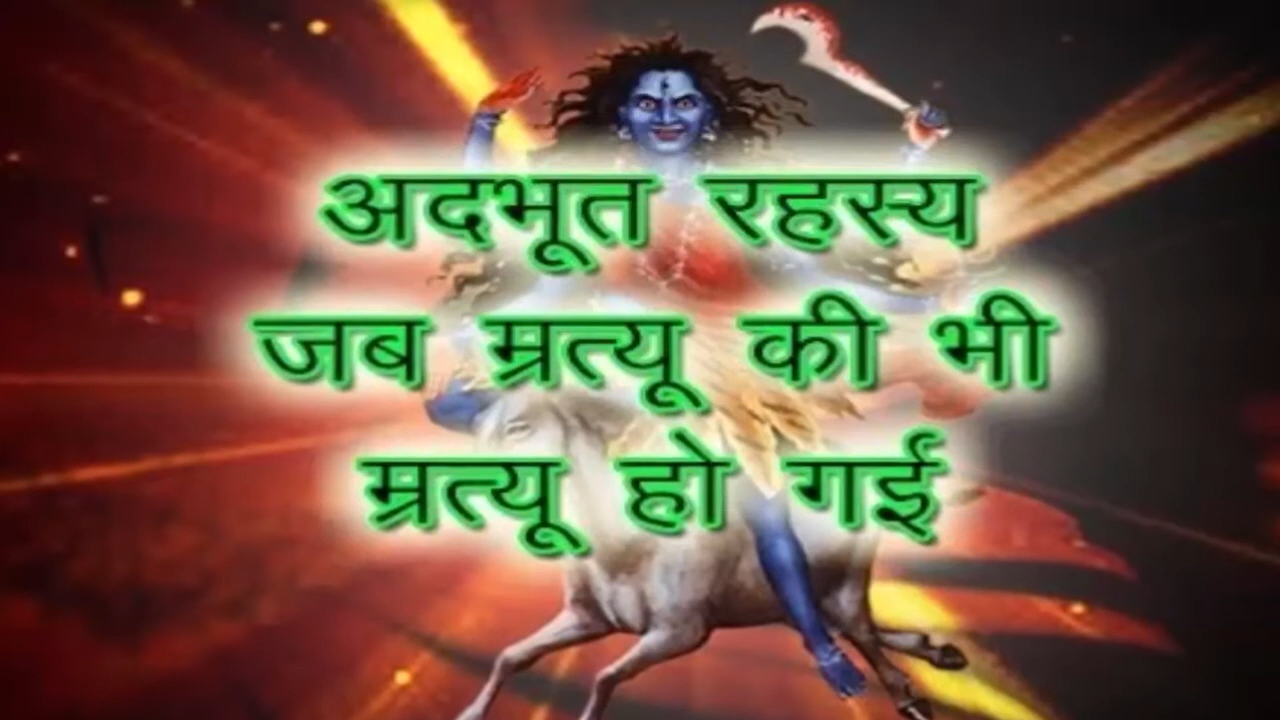 अदभूत रहस्य
जब म्रत्यू की भी
म्रत्यू हो गई